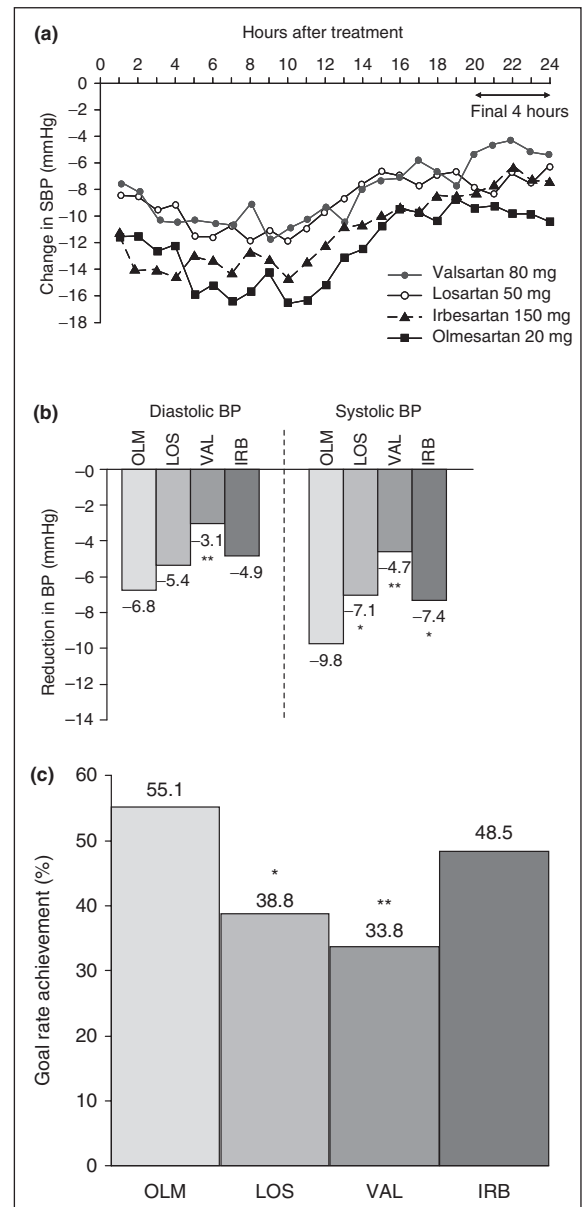 (a)
Hours after treatment
0 2 4 6 8 10 12 14 16 18 20 22 24
0
–2
–4
–6
–8
–10
–12
–14
–16
–18
Change in SBP (mmHg)
Final 4 hours
Valsartan 80 mg
Losartan 50 mg
Irbesartan 150 mg
Olmesartan 20 mg
(b)
Diastolic BP Systolic BP
OLM LOS VAL IRB OLM LOS VAL IRB
–0
–2
–4
–6
–8
–10
–12
–14
Reduction in BP (mmHg)
–6.8
–5.4
–3.1
**
–4.9
–9.8
–7.1
*
–4.7
**
–7.4
*
(c)
60
50
40
30
20
10
0
Goal rate achievement (%)
55.1
*
38.8
**
33.8
48.5
OLM LOS VAL IRB